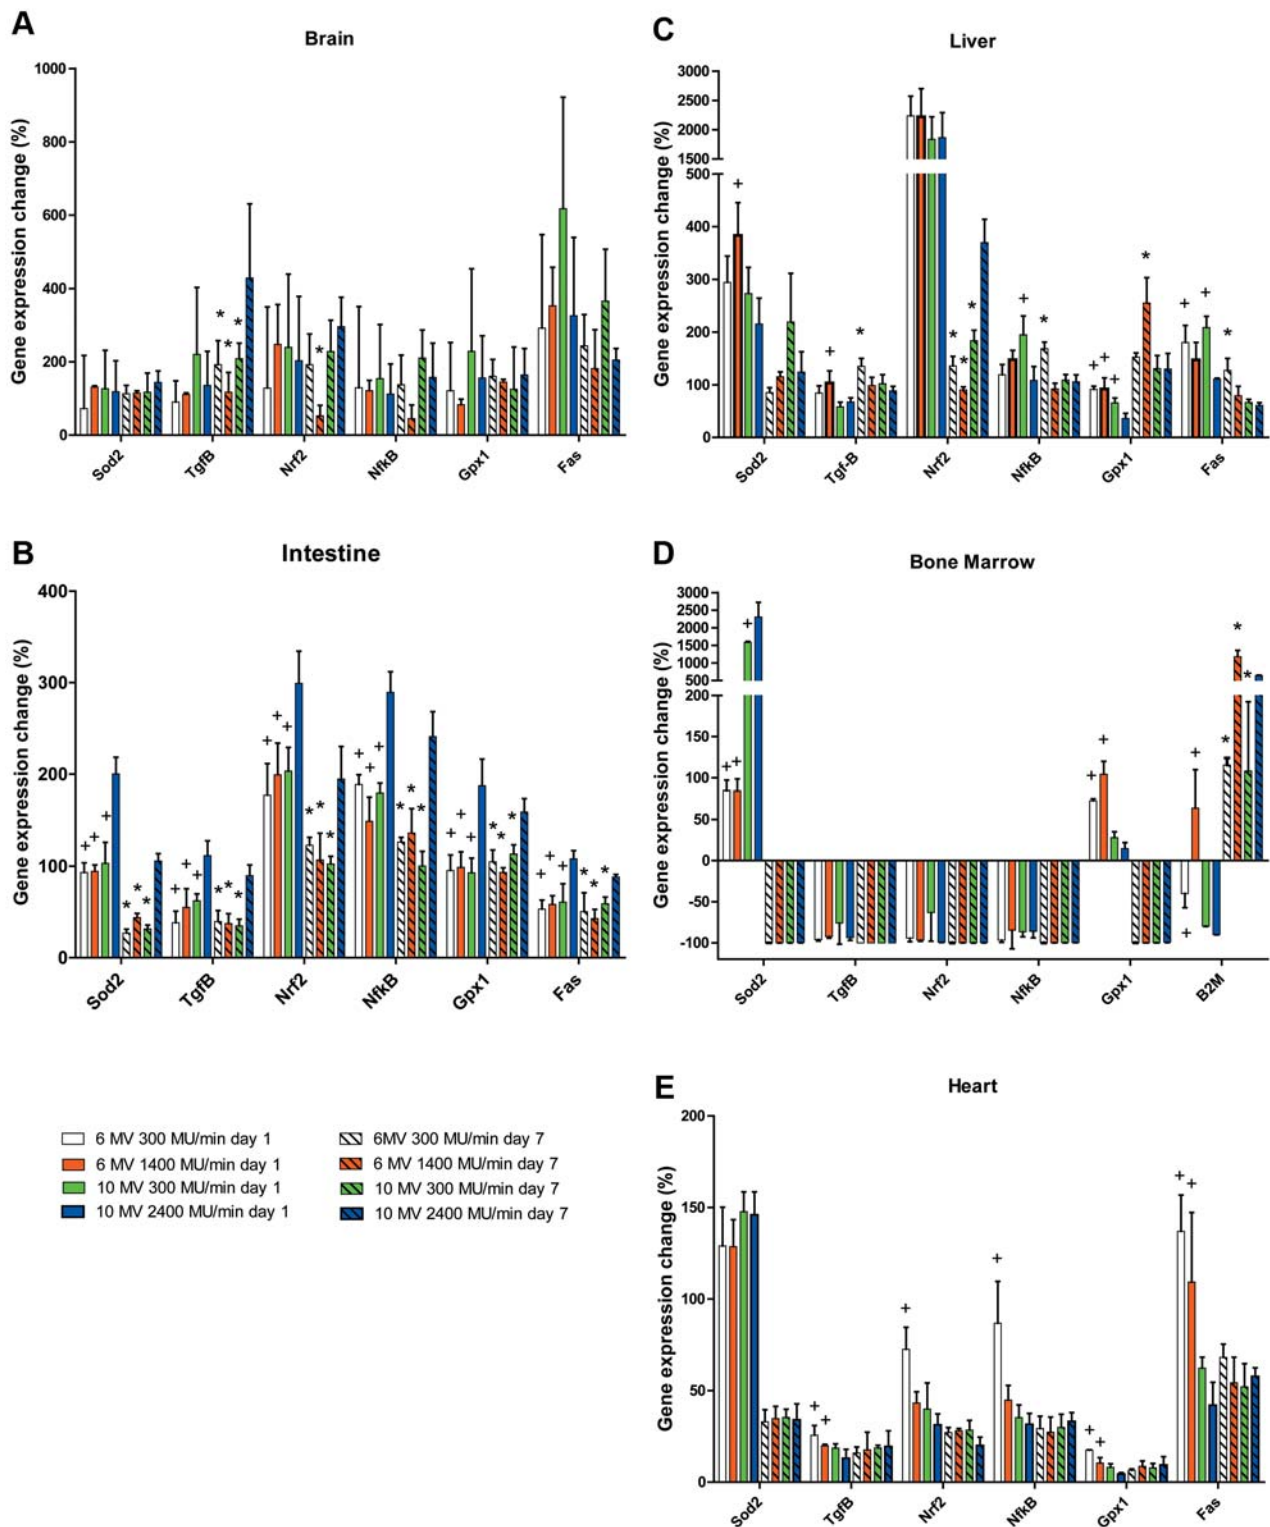 A
Brain
Gene expression change (%)
1000
800
600
400
200
0
* * * * *
Sod2 TgfB Nrf2 NfkB Gpx1 Fas
C
Liver
Gene expression change (%)
3000
2500
2000
1500
500
400
300
200
100
0
+ + * * * * + * + + + * + + *
Sod2 Tgf-B Nrf2 NfkB Gpx1 Fas
B
Intestine
Gene expression change (%)
400
300
200
100
0
+ + + * * * + + + * * * + + + * * * + + + * * * + + + * * * + + + * * *
Sod2 TgfB Nrf2 NfkB Gpx1 Fas
D
Bone Marrow
Gene expression change (%)
3000
2500
2000
1500
1000
500
200
150
100
50
0
-50
-100
+ + + + + + + * * *
Sod2 TgfB Nrf2 NfkB Gpx1 B2M
6 MV 300 MU/min day 1
6 MV 1400 MU/min day 1
10 MV 300 MU/min day 1
10 MV 2400 MU/min day 1
6MV 300 MU/min day 7
6 MV 1400 MU/min day 7
10 MV 300 MU/min day 7
10 MV 2400 MU/min day 7
E
Heart
Gene expression change (%)
200
150
100
50
0
+ + + + + + + +
Sod2 TgfB Nrf2 NfkB Gpx1 Fas